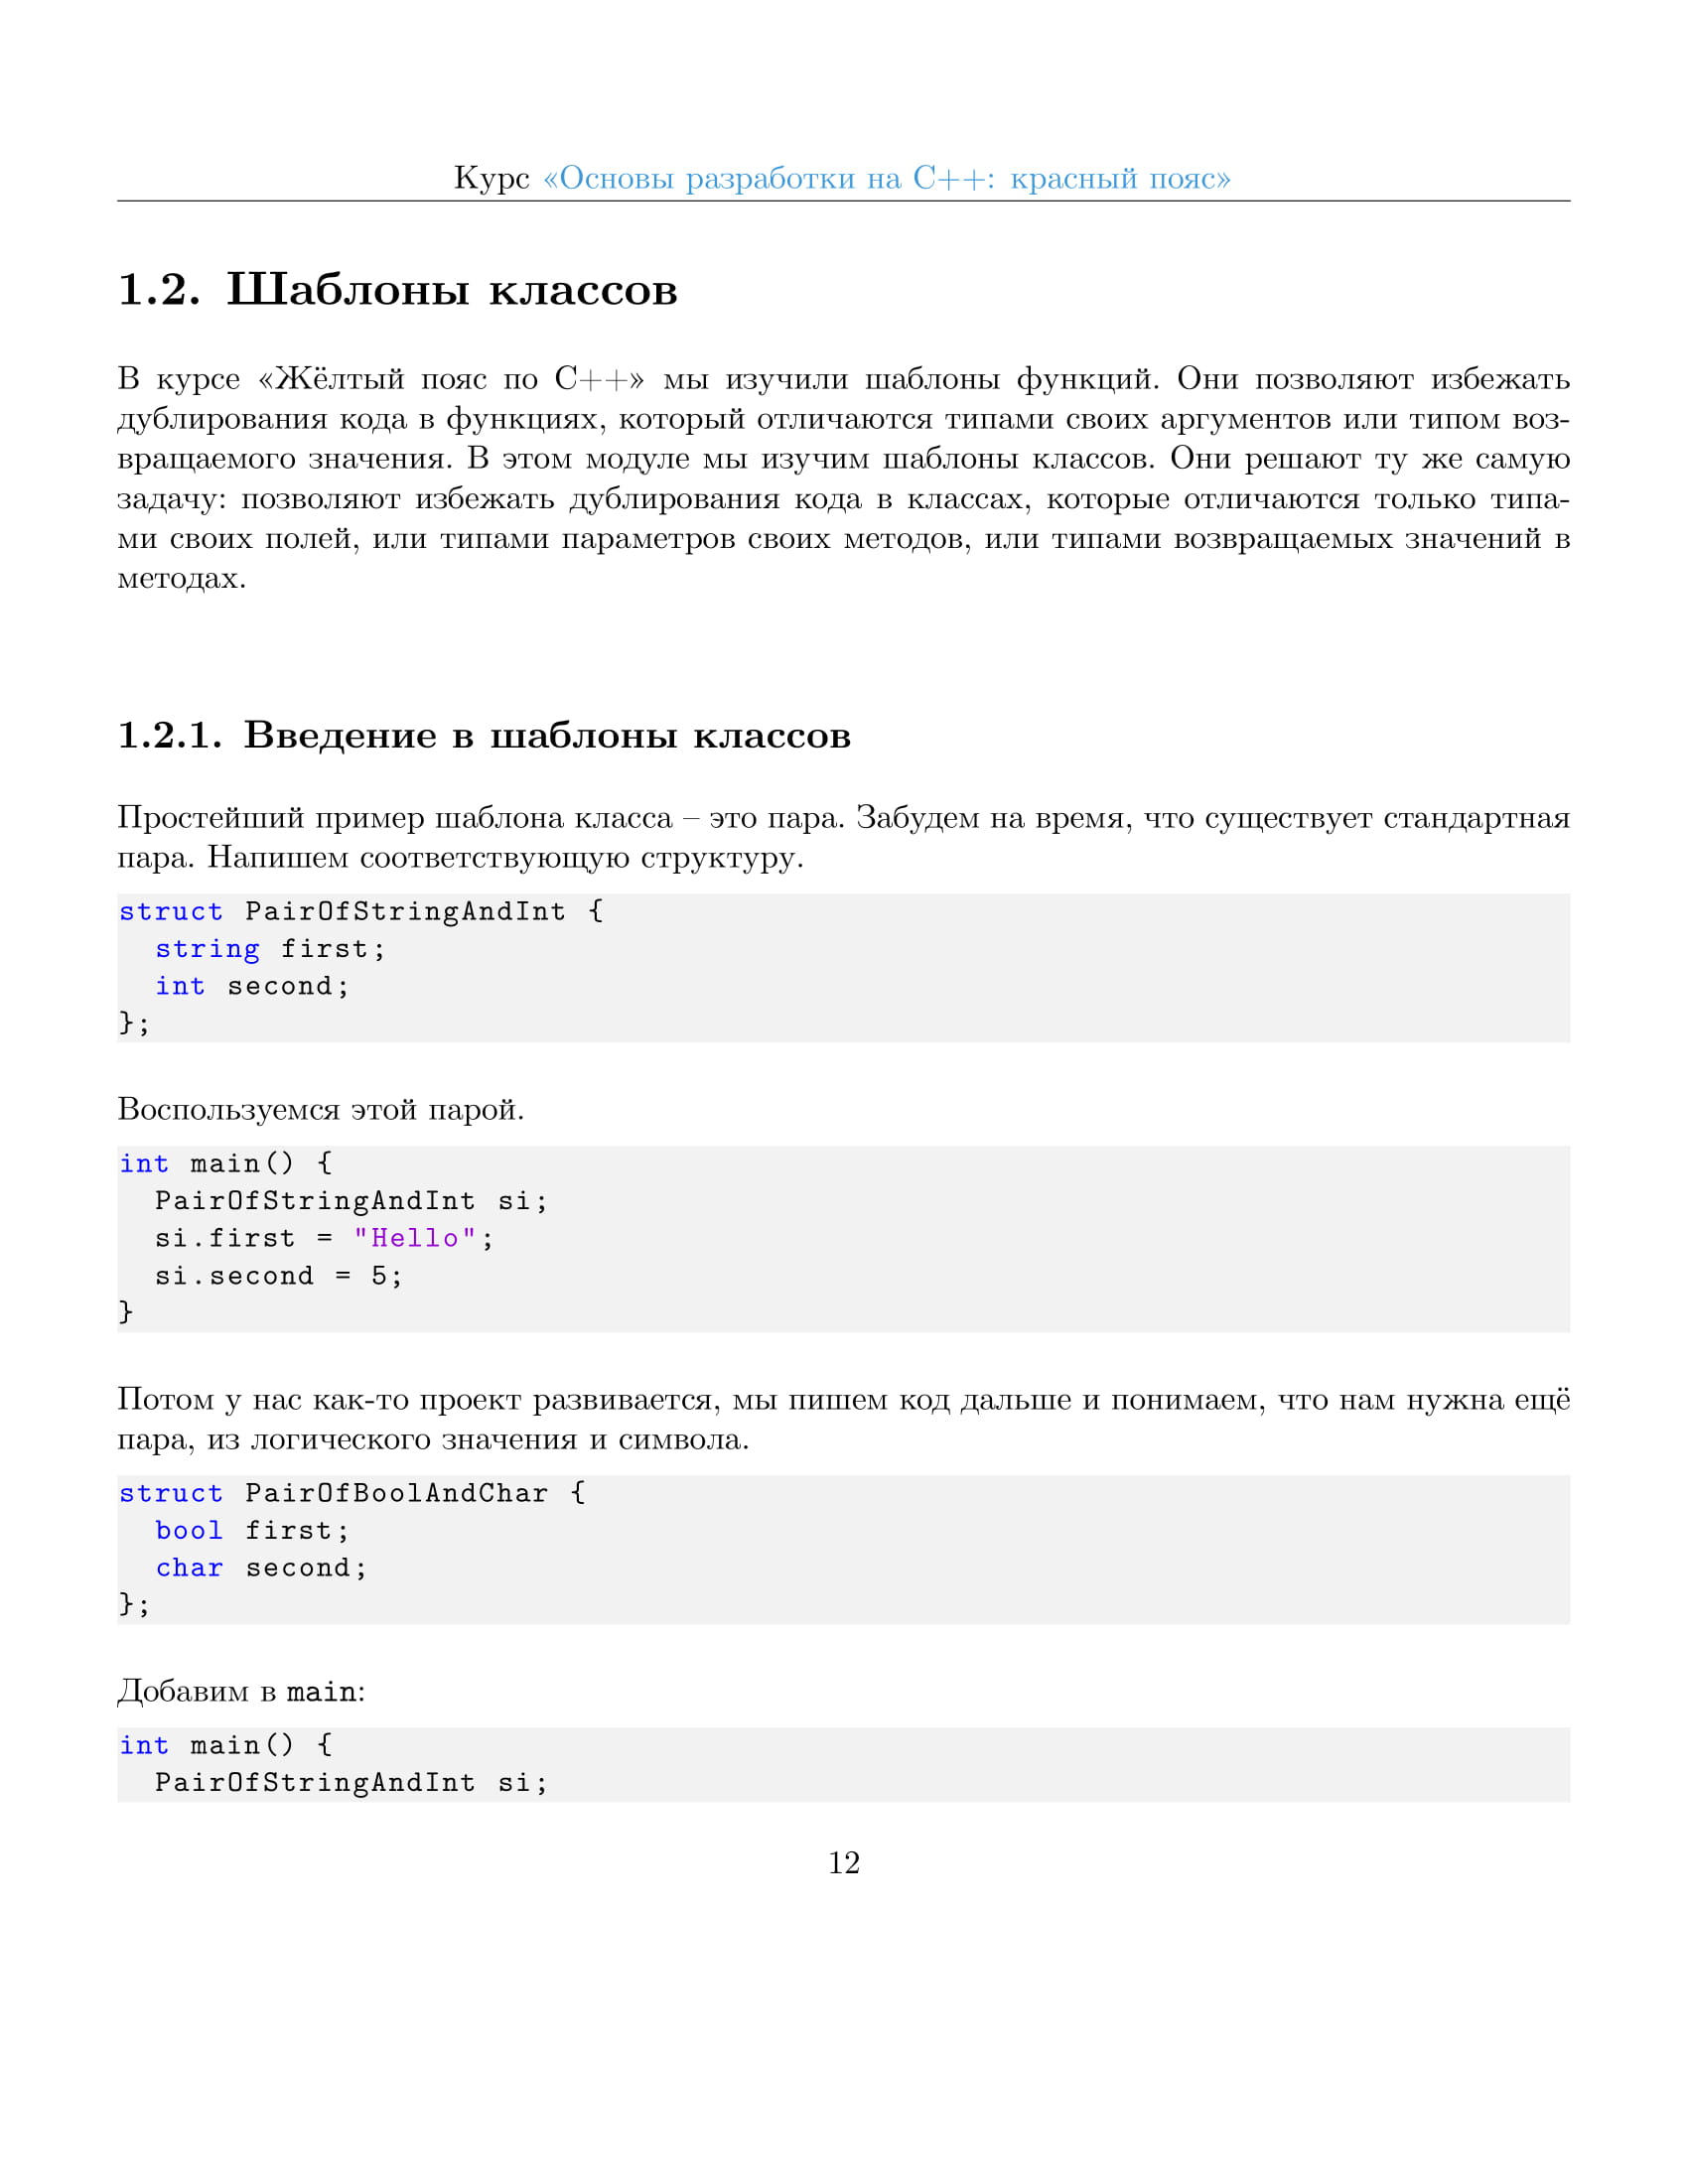 Курс «Основы разработки на C++: красный пояс»
1.2. Шаблоны классов
В курсе «Жёлтый пояс по C++» мы изучили шаблоны функций. Они позволяют избежать
дублирования кода в функциях, который отличаются типами своих аргументов или типом воз-
вращаемого значения. В этом модуле мы изучим шаблоны классов. Они решают ту же самую
задачу: позволяют избежать дублирования кода в классах, которые отличаются только типа-
ми своих полей, или типами параметров своих методов, или типами возвращаемых значений в
методах.
1.2.1. Введение в шаблоны классов
Простейший пример шаблона класса – это пара. Забудем на время, что существует стандартная
пара. Напишем соответствующую структуру.
struct PairOfStringAndInt {
  string first;
  int second;
};
Воспользуемся этой парой.
int main() {
  PairOfStringAndInt si;
  si.first = "Hello";
  si.second = 5;
}
Потом у нас как-то проект развивается, мы пишем код дальше и понимаем, что нам нужна ещё
пара, из логического значения и символа.
struct PairOfBoolAndChar {
  bool first;
  char second;
};
Добавим в main:
int main() {
  PairOfStringAndInt si;
12